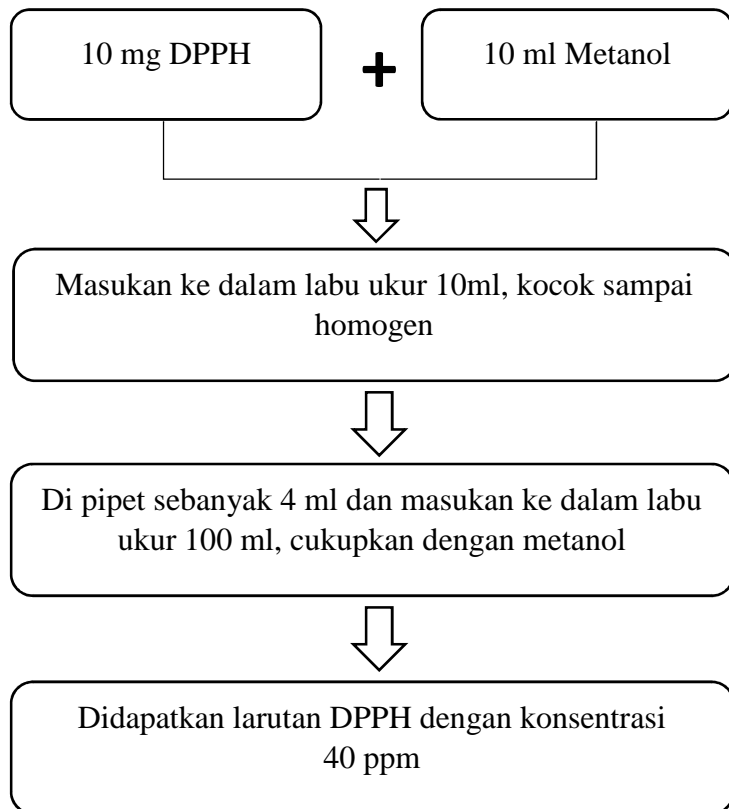 10 mg DPPH
+
10 ml Metanol
Masukan ke dalam labu ukur 10ml, kocok sampai
homogen
Di pipet sebanyak 4 ml dan masukan ke dalam labu
ukur 100 ml, cukupkan dengan metanol
Didapatkan larutan DPPH dengan konsentrasi
40 ppm